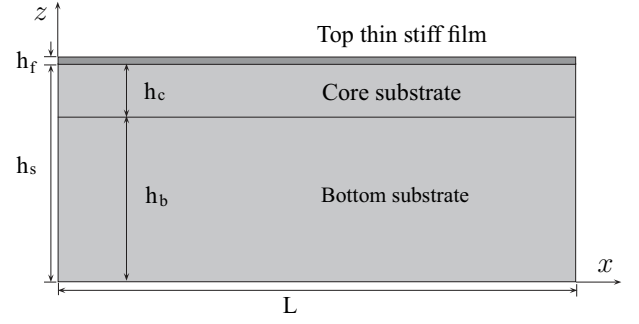 z
Top thin stiff film
h_f
h_c
Core substrate
h_s
h_b
Bottom substrate
x
L